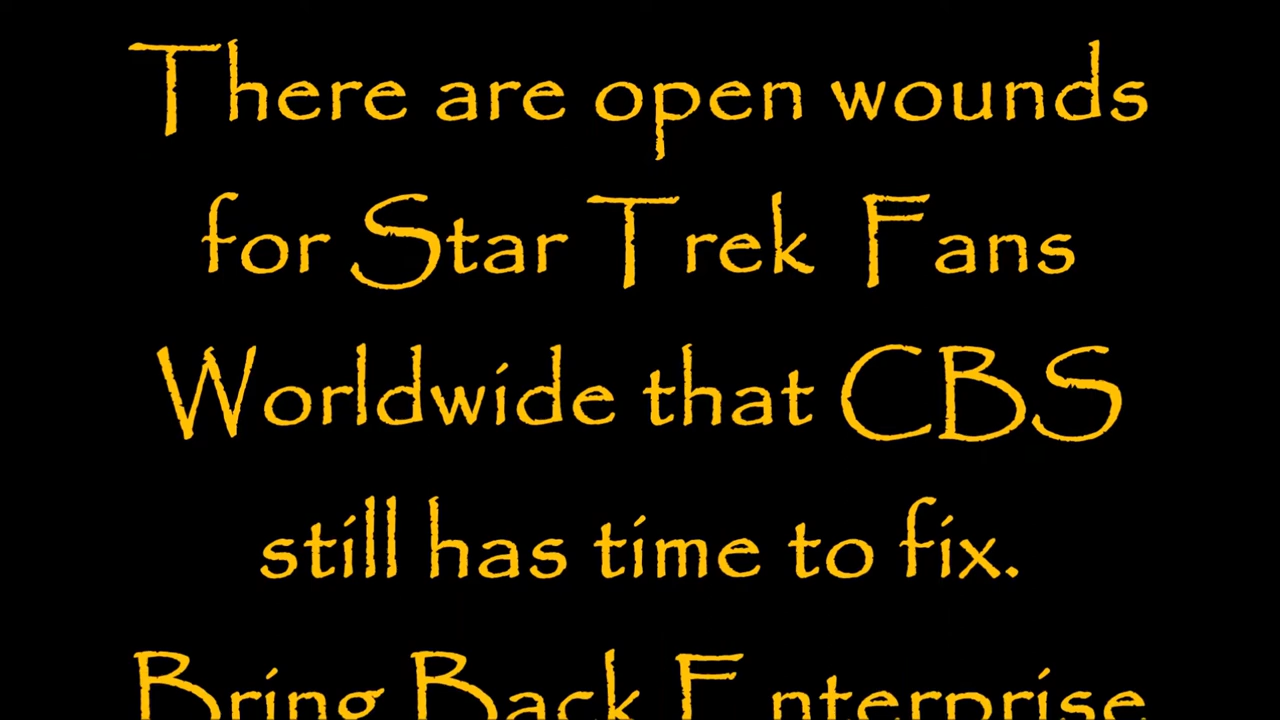 There are open wounds
for Star Trek Fans
Worldwide that CBS
still has time to fix.
Bring Back Enterprise